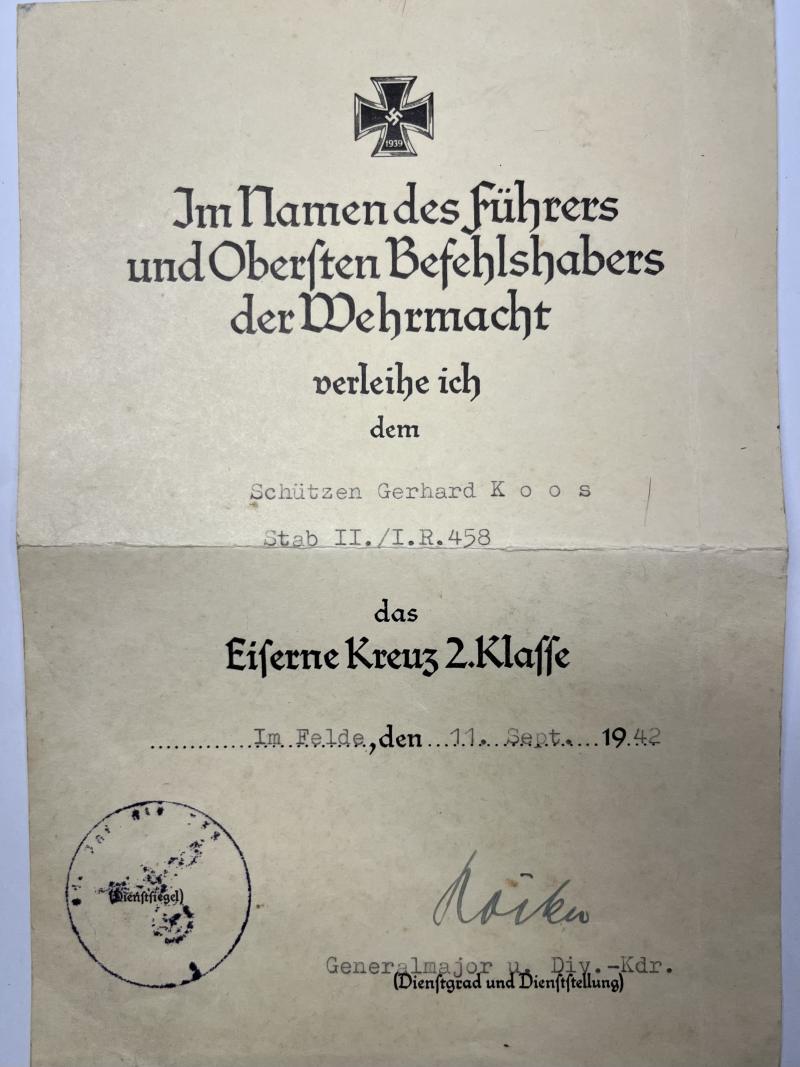 1939
Im Namen des Führers
und Oberſten Befehlshabers
der Wehrmacht
verleihe ich
dem
Schützen Gerhard K o o s
Stab II./I.R.458
das
Eiſerne Kreuz 2.Klaſſe
Im Felde, den 11. Sept. 1942
(Dienſtſiegel)
Generalmajor u. Div.-Kdr.
(Dienſtgrad und Dienſtſtellung)